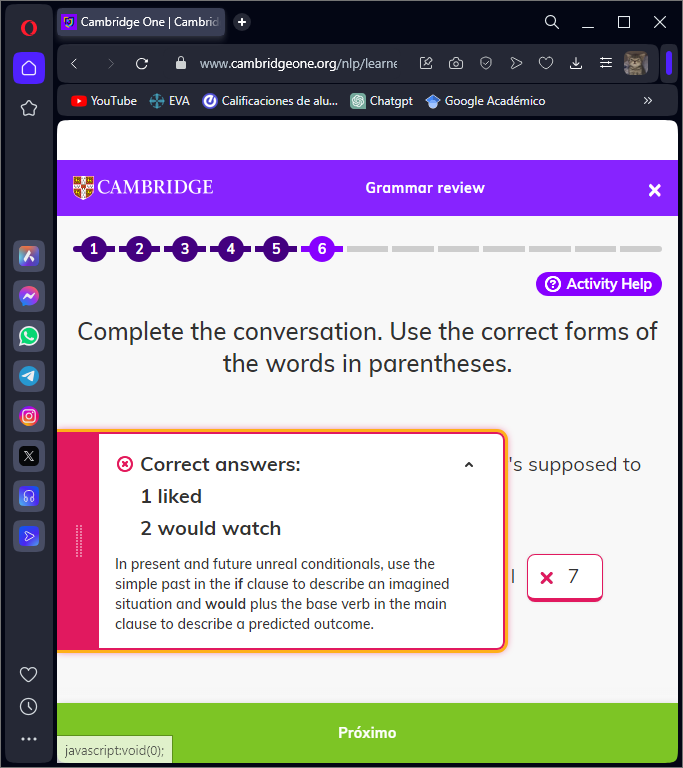 Cambridge One | Cambrid
www.cambridgeone.org/nlp/learne
YouTube
EVA
Calificaciones de alu...
Chatgpt
Google Académico
»
CAMBRIDGE
Grammar review
1
2
3
4
5
6
Activity Help
Complete the conversation. Use the correct forms of
the words in parentheses.
Correct answers:
1 liked
2 would watch
In present and future unreal conditionals, use the
simple past in the if clause to describe an imagined
situation and would plus the base verb in the main
clause to describe a predicted outcome.
's supposed to
I
7
Próximo
javascript:void(0);